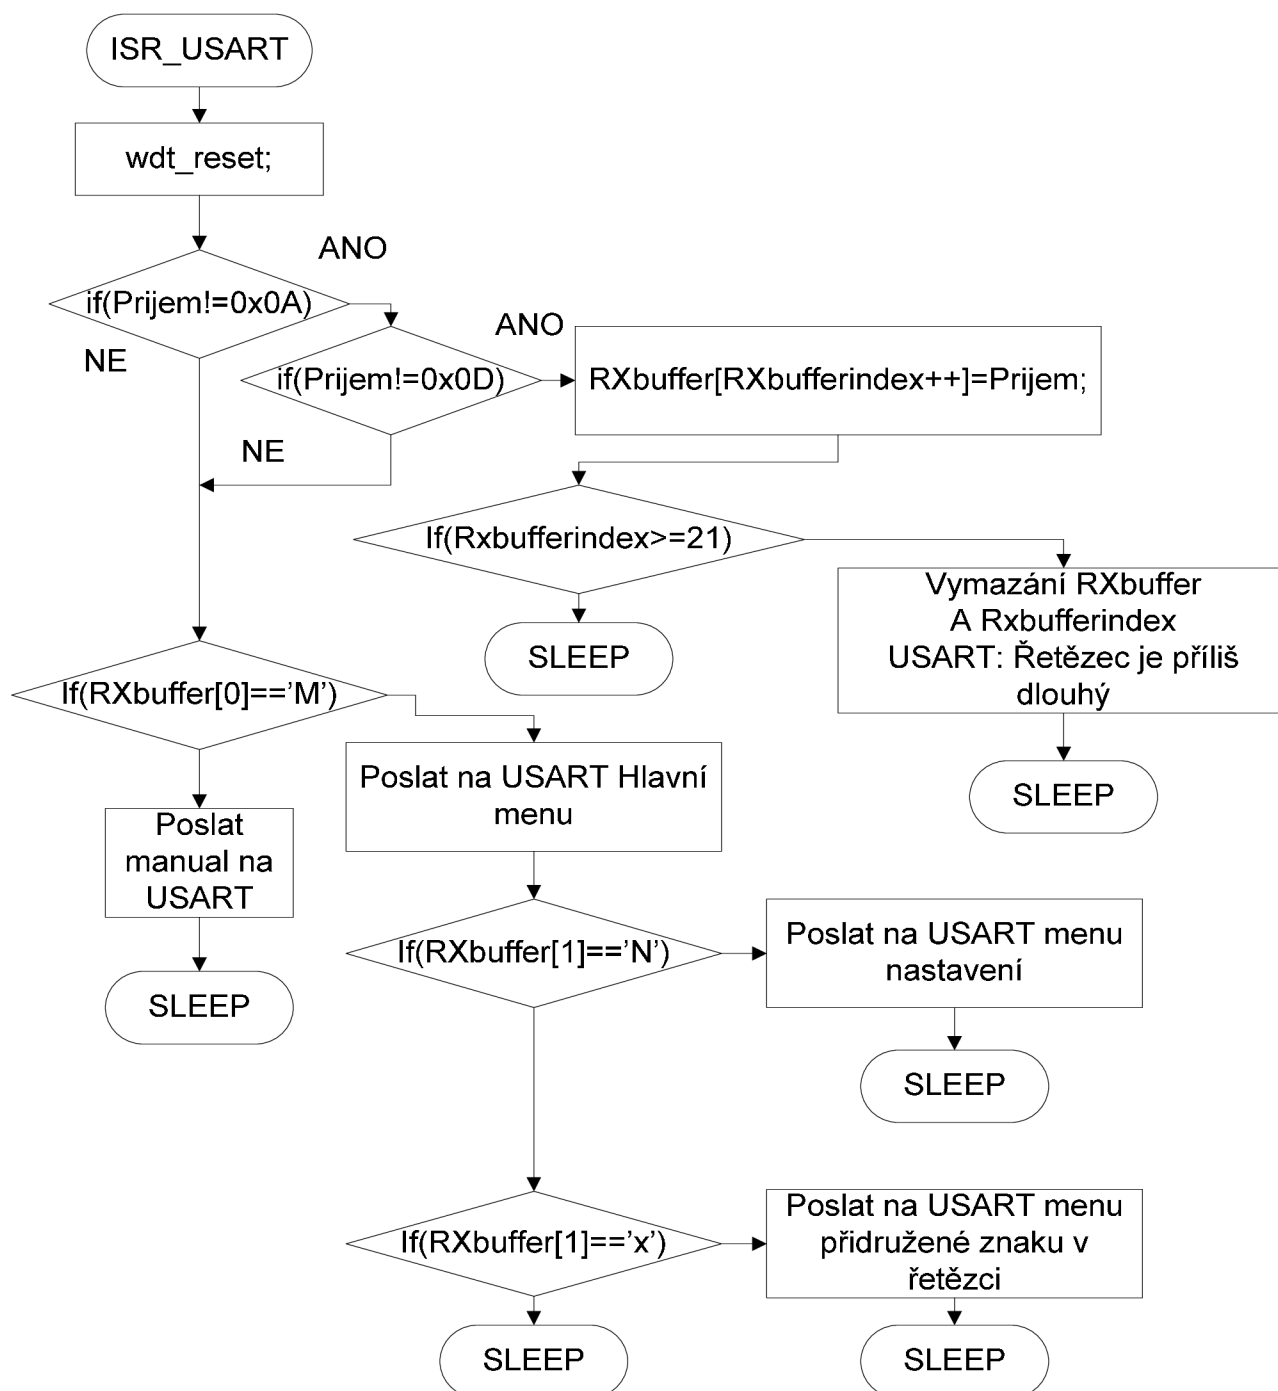 ISR_USART
wdt_reset;
ANO
if(Prijem!=0x0A)
NE
ANO
if(Prijem!=0x0D)
RXbuffer[RXbufferindex++]=Prijem;
NE
If(Rxbufferindex>=21)
Vymazání RXbuffer
A Rxbufferindex
USART: Řetězec je příliš
dlouhý
SLEEP
SLEEP
If(RXbuffer[0]==’M’)
Poslat na USART Hlavní
menu
Poslat
manual na
USART
SLEEP
If(RXbuffer[1]==’N’)
Poslat na USART menu
nastavení
SLEEP
If(RXbuffer[1]==’x’)
Poslat na USART menu
přidružené znaku v
řetězci
SLEEP
SLEEP